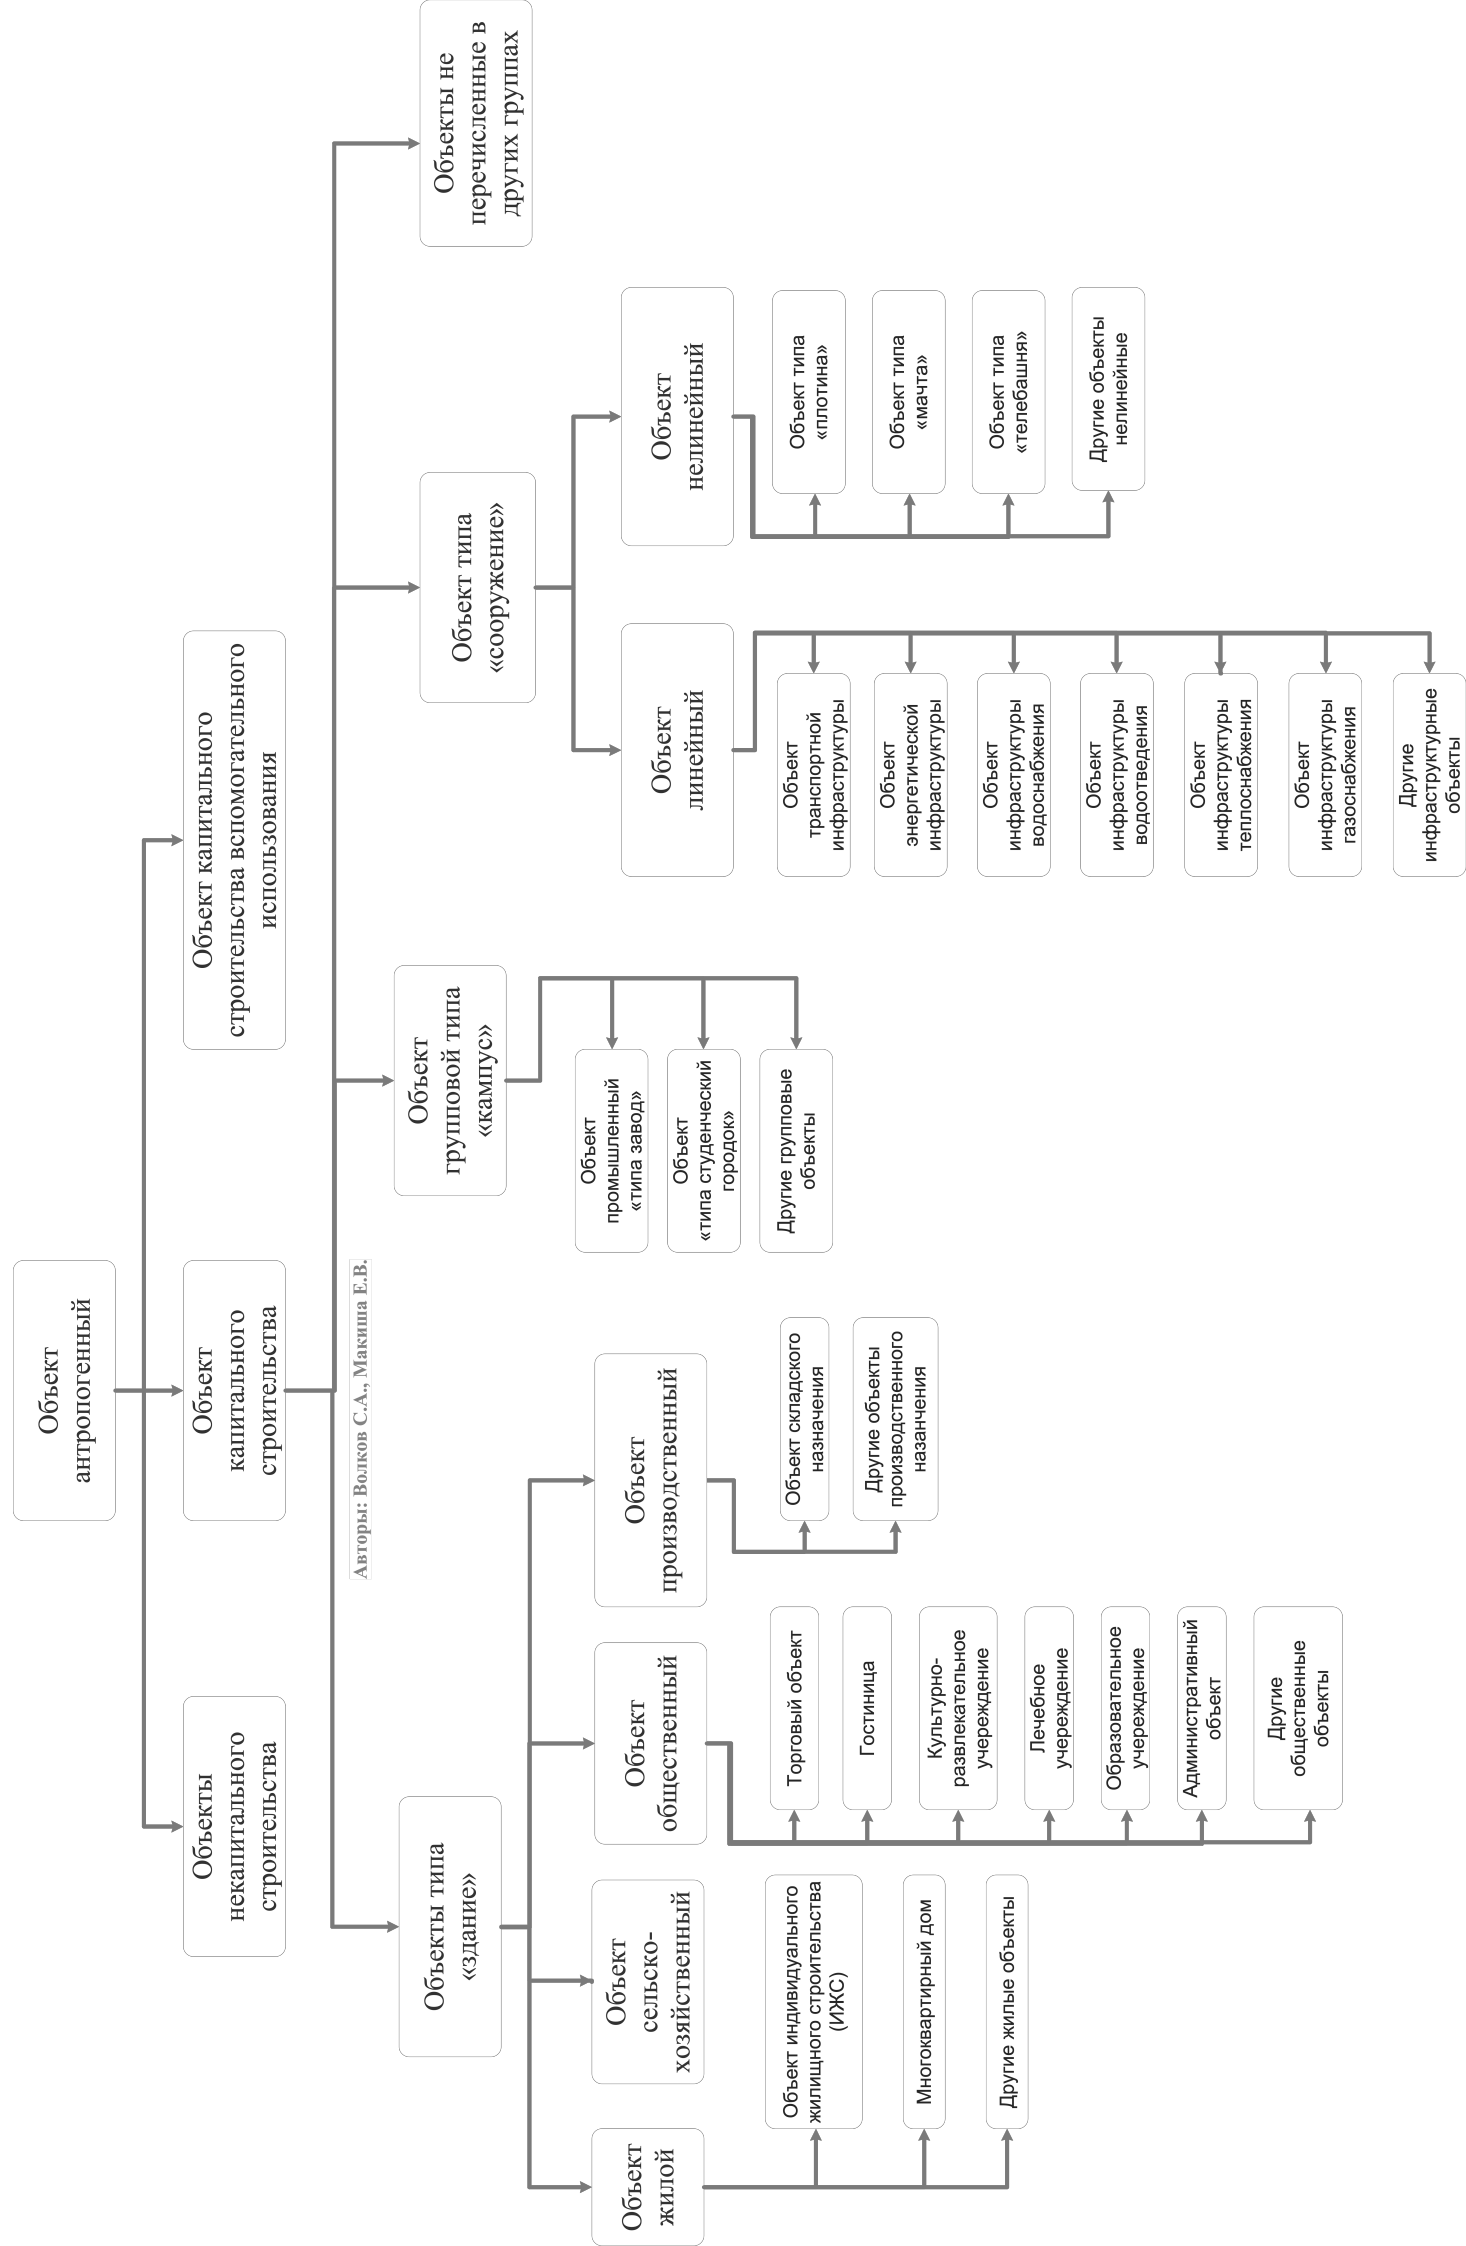 Объект
антропогенный
Объекты
некапитального
строительства
Объект
капитального
строительства
Объект капитального
строительства вспомогательного
использования
Авторы: Волков С.А., Макиша Е.В.
Объекты типа
«здание»
Объект
групповой типа
«кампус»
Объект типа
«сооружение»
Объекты не
перечисленные в
других группах
Объект
жилой
Объект
сельско-
хозяйственный
Объект
общественный
Объект
производственный
Объект индивидуального
жилищного строительства
(ИЖС)
Многоквартирный дом
Другие жилые объекты
Торговый объект
Гостиница
Культурно-
развлекательное
учереждение
Лечебное
учереждение
Образовательное
учереждение
Административный
объект
Другие
общественные
объекты
Объект складского
назначения
Другие объекты
производственного
назанчения
Объект
промышленный
«типа завод»
Объект
«типа студенческий
городок»
Другие групповые
объекты
Объект
линейный
Объект
нелинейный
Объект
транспортной
инфраструктуры
Объект
энергетической
инфраструктуры
Объект
инфраструктуры
водоснабжения
Объект
инфраструктуры
водоотведения
Объект
инфраструктуры
теплоснабжения
Объект
инфраструктуры
газоснабжения
Другие
инфраструктурные
объекты
Объект типа
«плотина»
Объект типа
«мачта»
Объект типа
«телебашня»
Другие объекты
нелинейные